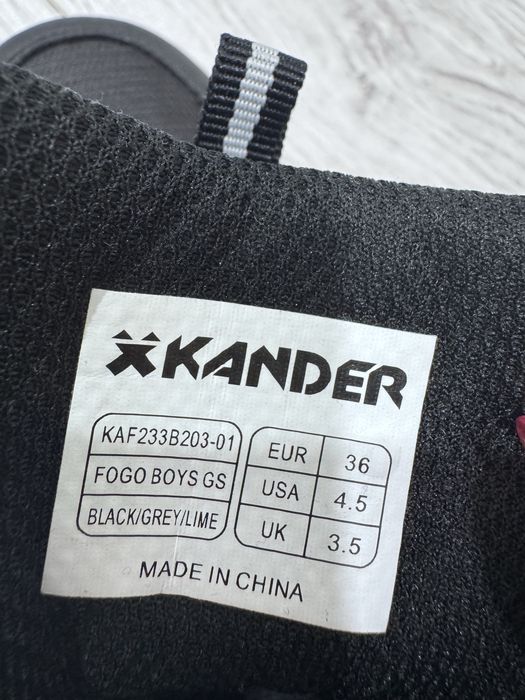 KANDER
KAF233B203-01
FOGO BOYS GS
BLACK/GREY/LIME
EUR 36
USA 4.5
UK 3.5
MADE IN CHINA